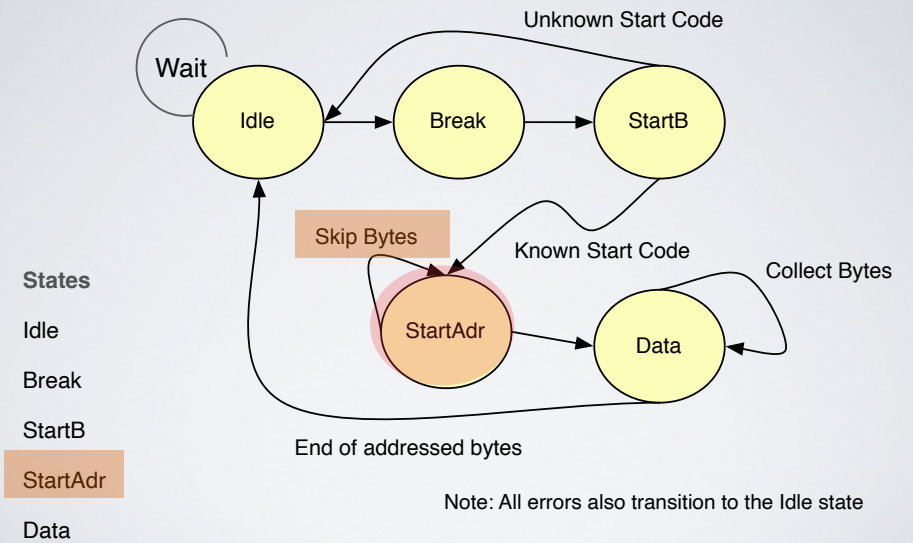 Unknown Start Code
Wait
Idle
Break
StartB
Skip Bytes
Known Start Code
Collect Bytes
StartAdr
Data
End of addressed bytes
States
Idle
Break
StartB
StartAdr
Data
Note: All errors also transition to the Idle state